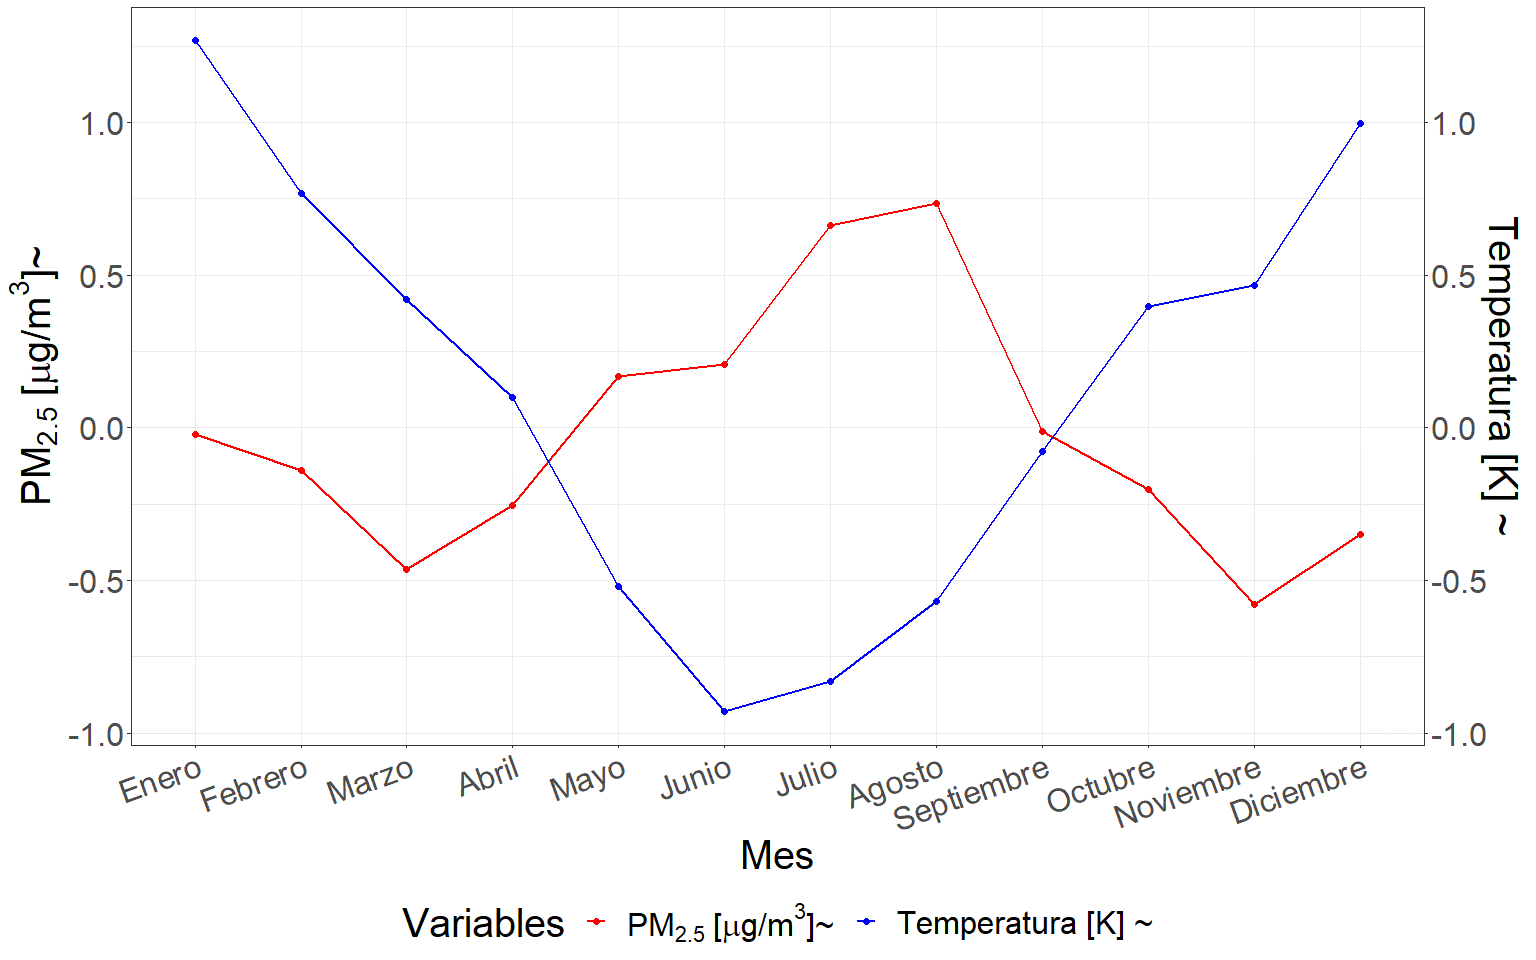 PM2.5 [μg/m3]~
1.0
0.5
0.0
-0.5
-1.0
1.0
0.5
0.0
-0.5
-1.0
Temperatura [K] ~
Enero
Febrero
Marzo
Abril
Mayo
Junio
Julio
Agosto
Septiembre
Octubre
Noviembre
Diciembre
Mes
Variables PM2.5 [μg/m3]~ Temperatura [K] ~